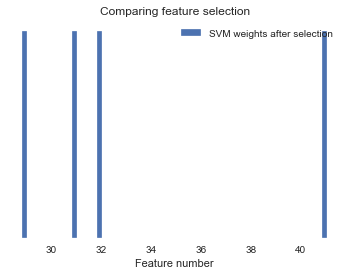 Comparing feature selection
SVM weights after selection
30 32 34 36 38 40
Feature number